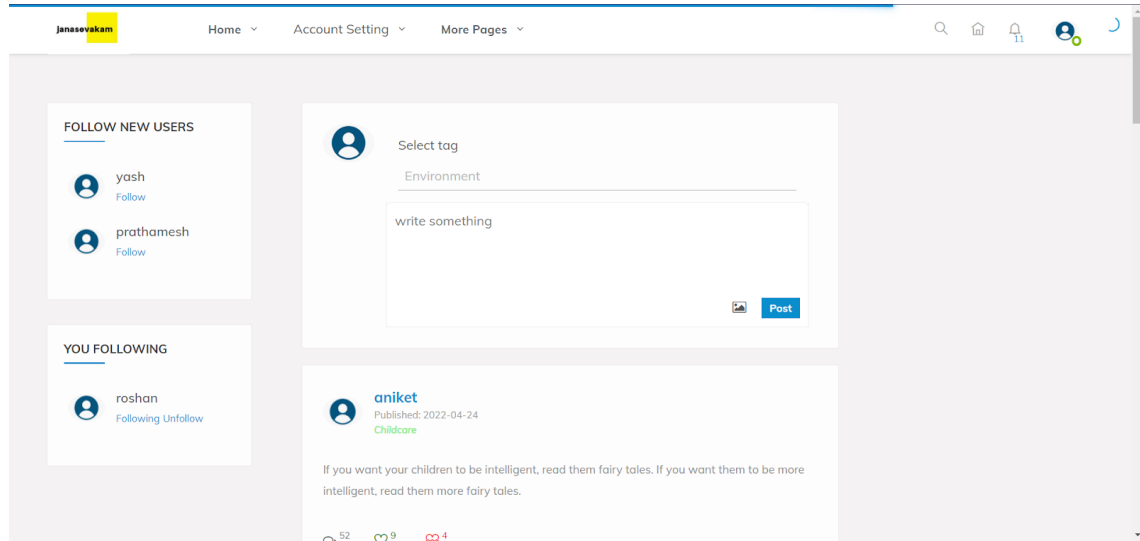 Janasevakam
Home
Account Setting
More Pages
11
FOLLOW NEW USERS
yash
Follow
prathamesh
Follow
YOU FOLLOWING
roshan
Following Unfollow
Select tag
Environment
write something
Post
aniket
Published: 2022-04-24
Childcare
If you want your children to be intelligent, read them fairy tales. If you want them to be more
intelligent, read them more fairy tales.
52 9 4